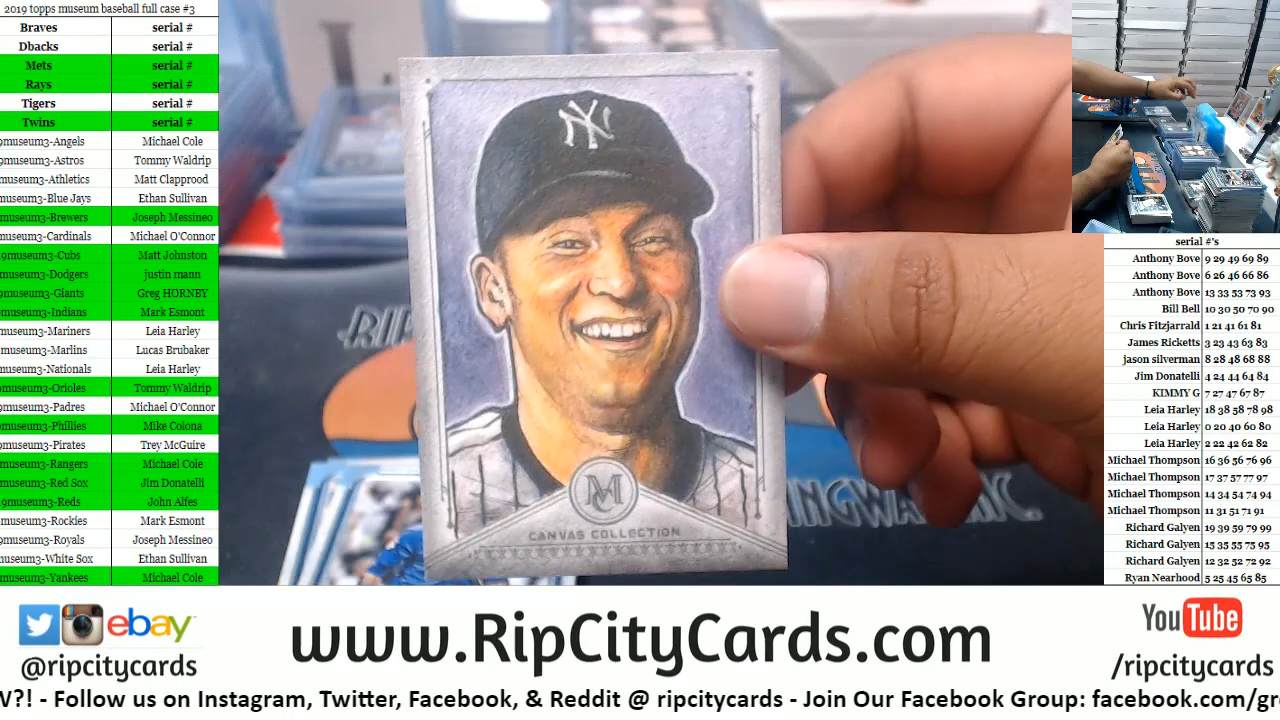 2019 topps museum baseball full case #3
Braves serial #
Dbacks serial #
Mets serial #
Rays serial #
Tigers serial #
Twins serial #
9museum3-Angels Michael Cole
9museum3-Astros Tommy Waldrip
museum3-Athletics Matt Clapprood
museum3-Blue Jays Ethan Sullivan
museum3-Brewers Joseph Messineo
museum3-Cardinals Michael O'Connor
9museum3-Cubs Matt Johnston
museum3-Dodgers justin mann
9museum3-Giants Greg HORNBY
museum3-Indians Mark Esmont
museum3-Mariners Leia Harley
museum3-Marlins Lucas Brubaker
museum3-Nationals Leia Harley
museum3-Orioles Tommy Waldrip
museum3-Padres Michael O'Connor
museum3-Phillies Mike Colona
museum3-Pirates Trey McGuire
museum3-Rangers Michael Cole
museum3-Red Sox Jim Donatelli
9museum3-Reds John Alfes
museum3-Rockies Mark Esmont
museum3-Royals Joseph Messineo
museum3-White Sox Ethan Sullivan
museum3-Yankees Michael Cole
NY
M
CANVAS COLLECTION
serial #'s
Anthony Bove 9 29 49 69 89
Anthony Bove 6 26 46 66 86
Anthony Bove 13 33 53 73 93
Bill Bell 10 30 50 70 90
Chris Fitzjarrald 1 21 41 61 81
James Ricketts 3 23 43 63 83
jason silverman 8 28 48 68 88
Jim Donatelli 4 24 44 64 84
KIMMY G 7 27 47 67 87
Leia Harley 18 38 58 78 98
Leia Harley 0 20 40 60 80
Leia Harley 2 22 42 62 82
Michael Thompson 16 36 56 76 96
Michael Thompson 17 37 57 77 97
Michael Thompson 14 34 54 74 94
Michael Thompson 11 31 51 71 91
Richard Galyen 19 39 59 79 99
Richard Galyen 15 35 55 75 95
Richard Galyen 12 32 52 72 92
Ryan Nearhood 5 25 45 65 85
ebay
@ripcitycards
www.RipCityCards.com
YouTube
/ripcitycards
?! - Follow us on Instagram, Twitter, Facebook, & Reddit @ ripcitycards - Join Our Facebook Group: facebook.com/gr